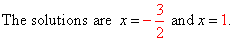 The solutions are x = -3/2 and x = 1.